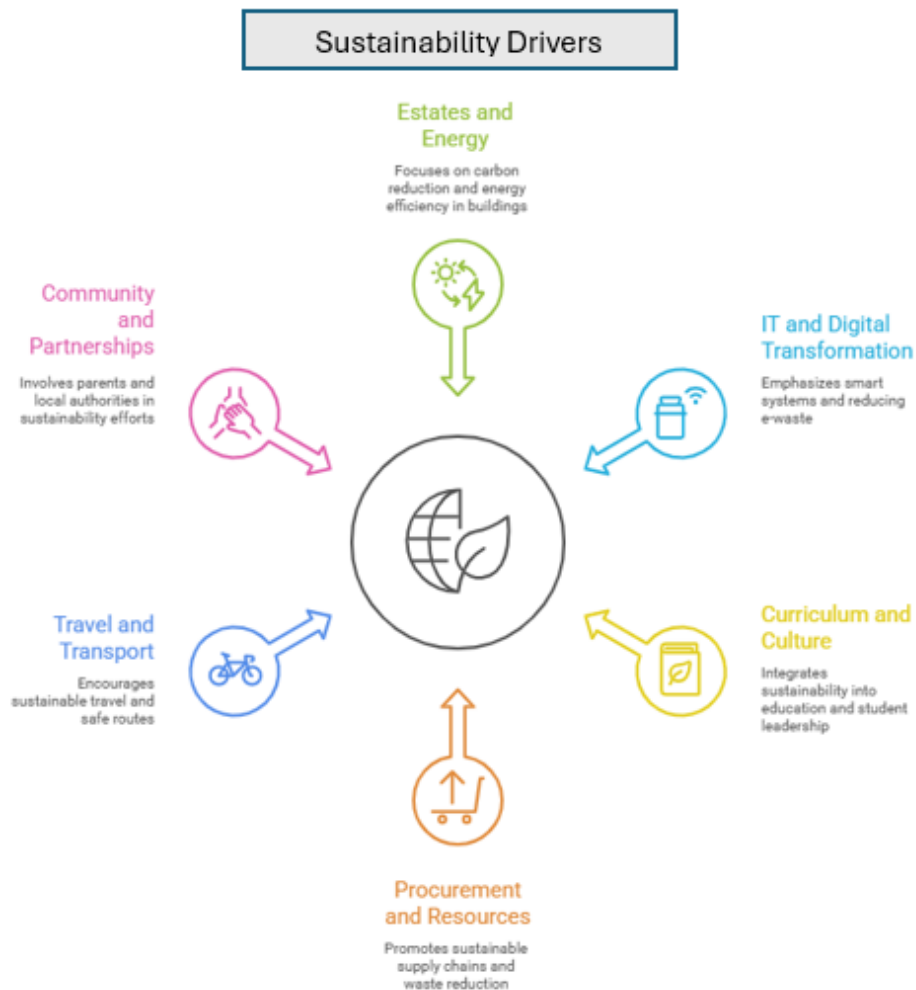 Sustainability Drivers
Estates and
Energy
Focuses on carbon
reduction and energy
efficiency in buildings
Community
and
Partnerships
Involves parents and
local authorities in
sustainability efforts
IT and Digital
Transformation
Emphasizes smart
systems and reducing
e-waste
Travel and
Transport
Encourages
sustainable travel and
safe routes
Curriculum and
Culture
Integrates
sustainability into
education and student
leadership
Procurement
and Resources
Promotes sustainable
supply chains and
waste reduction